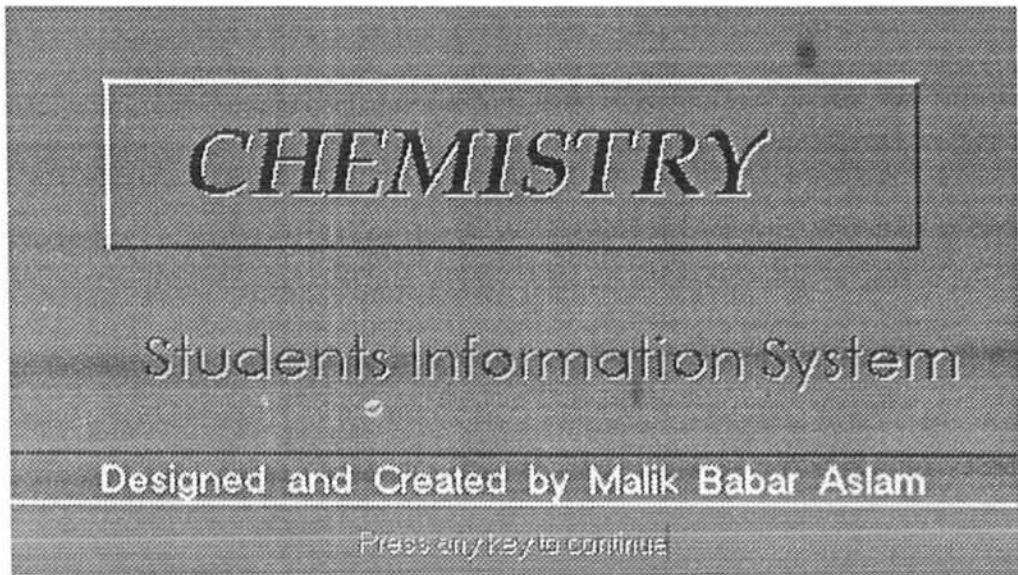 CHEMISTRY
Students Information System
Designed and Created by Malik Babar Aslam
Press any key to continue